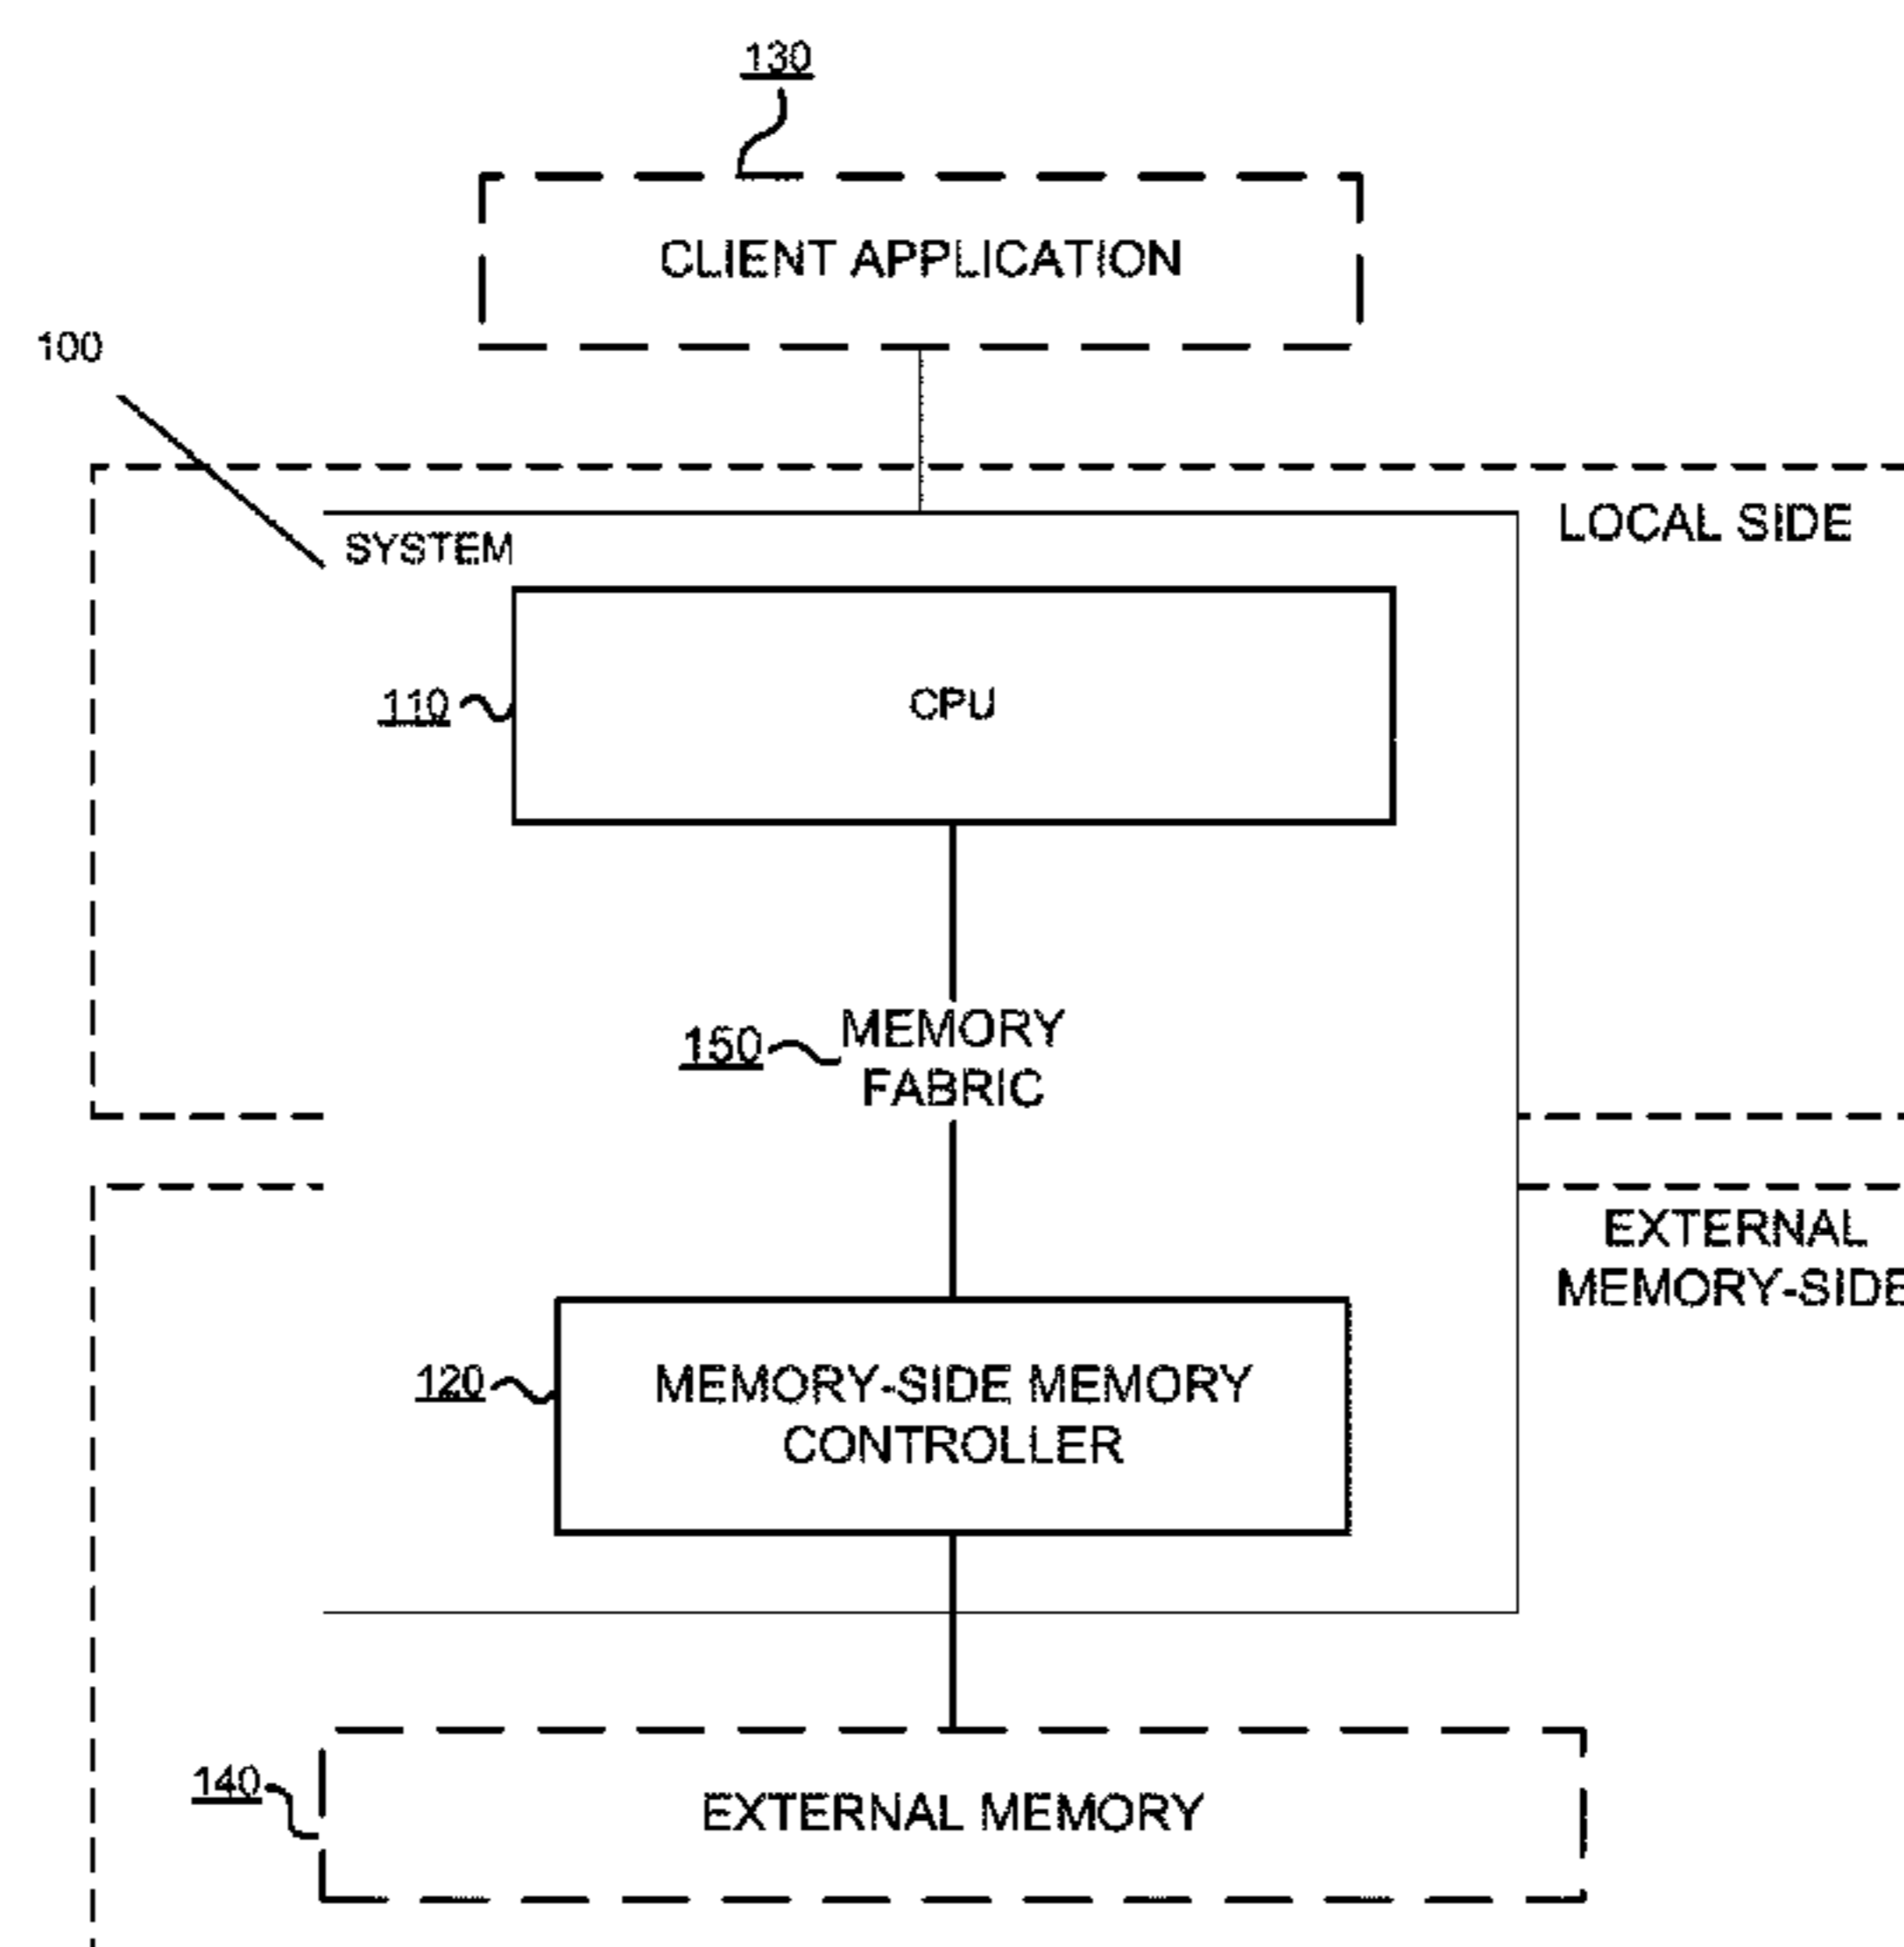 130
CLIENT APPLICATION
100
LOCAL SIDE
SYSTEM
110
CPU
150
MEMORY
FABRIC
EXTERNAL
MEMORY-SIDE
120
MEMORY-SIDE MEMORY
CONTROLLER
140
EXTERNAL MEMORY